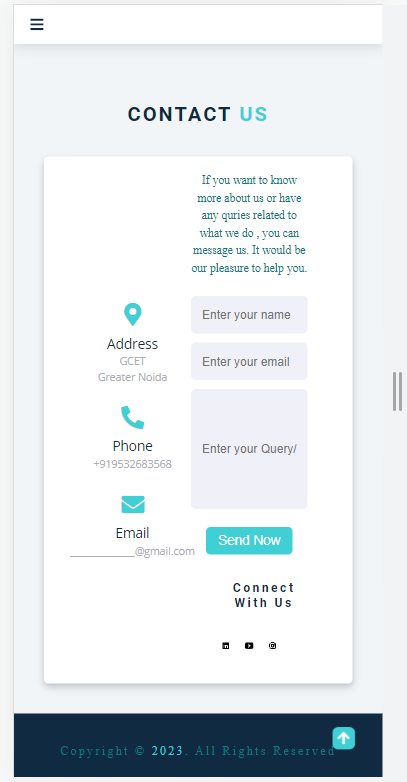 CONTACT US
If you want to know
more about us or have
any quries related to
what we do , you can
message us. It would be
our pleasure to help you.
Address
GCET
Greater Noida
Phone
+919532683568
Email
______________@gmail.com
Enter your name
Enter your email
Enter your Query/
Send Now
Connect
With Us
Copyright © 2023. All Rights Reserved